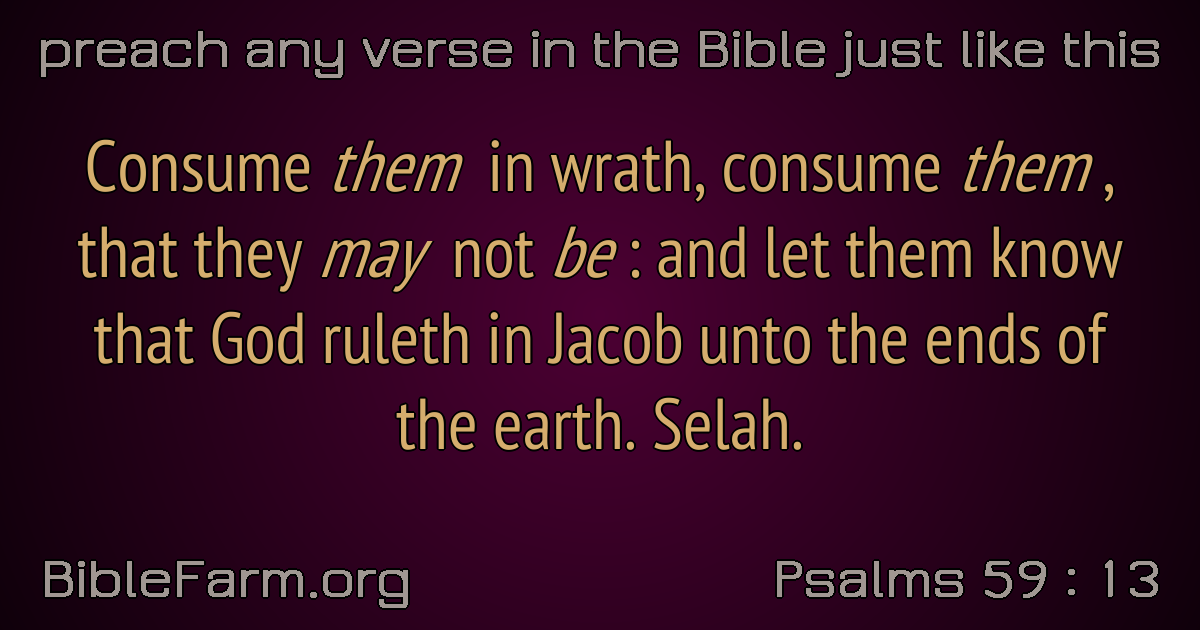 preach any verse in the Bible just like this
Consume them in wrath, consume them ,
that they may not be : and let them know
that God ruleth in Jacob unto the ends of
the earth. Selah.
BibleFarm.org
Psalms 59 : 13